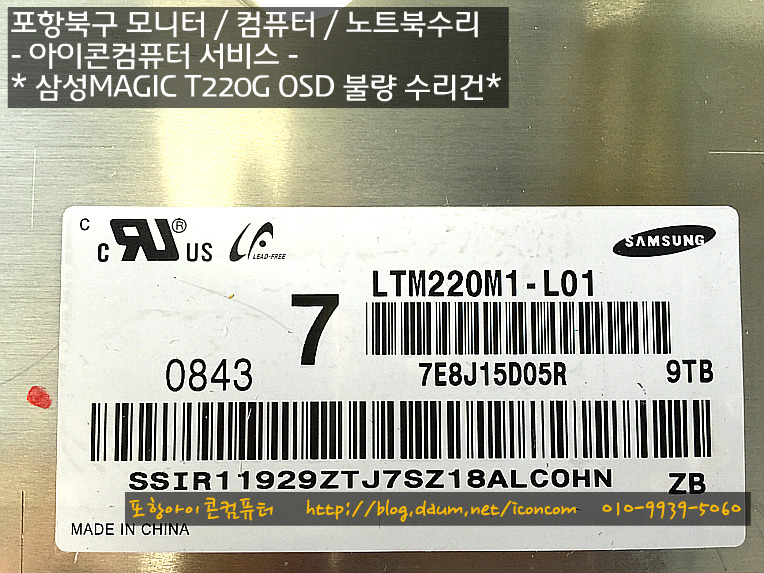 포항북구 모니터 / 컴퓨터 / 노트북수리
- 아이콘컴퓨터 서비스 -
* 삼성MAGIC T220G OSD 불량 수리건*
C
C RU ® US
LEAD-FREE
SAMSUNG
LTM220M1-L01
7
0843
7E8J15D05R 9TB
SSIR11929ZTJ7SZ18ALCOHN ZB
포항아이콘컴퓨터 http://blog.daum.net/iconcom 010-9939-5060
MADE IN CHINA